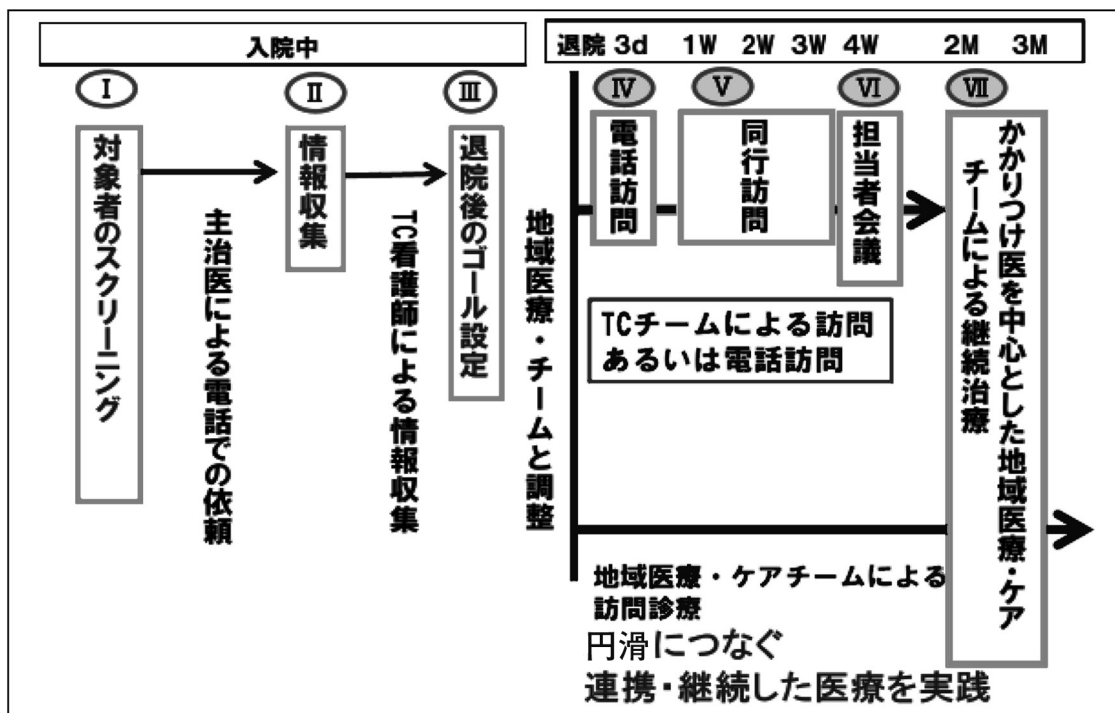 入院中
退院 3d 1W 2W 3W 4W 2M 3M
Ⅰ
対象者のスクリーニング
主治医による電話での依頼
Ⅱ
情報収集
TC看護師による情報収集
Ⅲ
退院後のゴール設定
地域医療・チームと調整
Ⅳ
電話訪問
Ⅴ
同行訪問
Ⅵ
担当者会議
Ⅶ
かかりつけ医を中心とした地域医療・ケア
チームによる継続治療
TCチームによる訪問
あるいは電話訪問
地域医療・ケアチームによる
訪問診療
円滑につなぐ
連携・継続した医療を実践